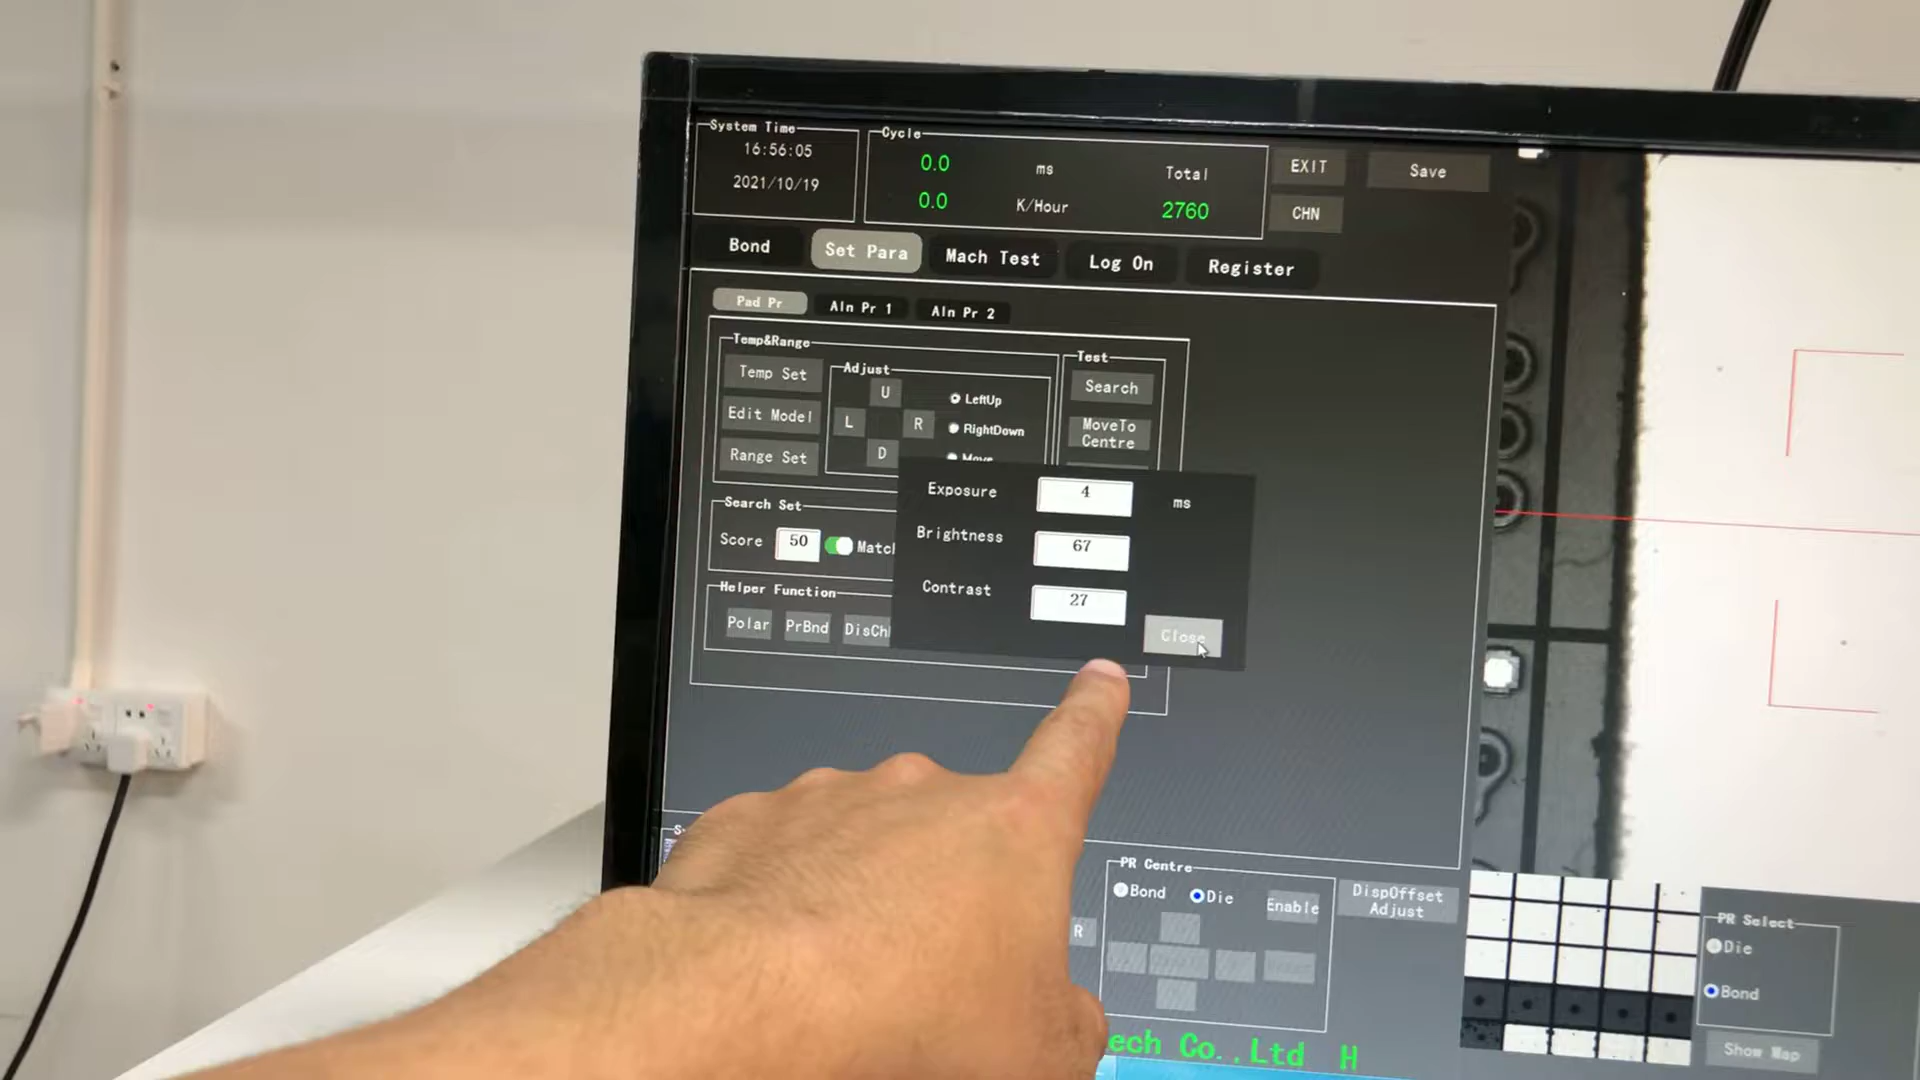 System Time
16:56:05
2021/10/19
Cycle
0.0 ms
0.0 K/Hour
Total
2760
EXIT
CHN
Save
Bond
Set Para
Mach Test
Log On
Register
Pad Pr
Aln Pr 1
Aln Pr 2
Temp&Range
Temp Set
Edit Model
Range Set
Adjust
U
L
R
D
LeftUp
RightDown
Move
Test
Search
MoveTo
Centre
Exposure 4 ms
Brightness 67
Contrast 27
Close
Search Set
Score 50
Helper Function
Polar
PrBnd
R
PR Centre
Bond
Die
Enable
DispOffset
Adjust
PR Select
Die
Bond
Show Map
Co.,Ltd H